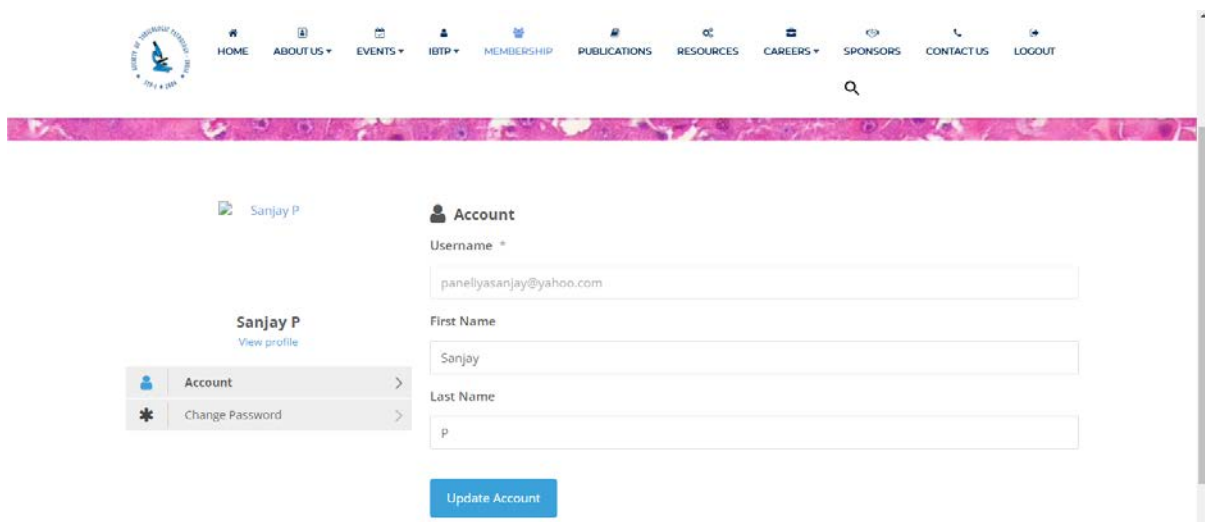 HOME ABOUT US EVENTS IBTP MEMBERSHIP PUBLICATIONS RESOURCES CAREERS SPONSORS CONTACT US LOGOUT
Sanjay P
Account
Username *
paneliyasanjay@yahoo.com
Sanjay P
View profile
Account
Change Password
First Name
Sanjay
Last Name
P
Update Account